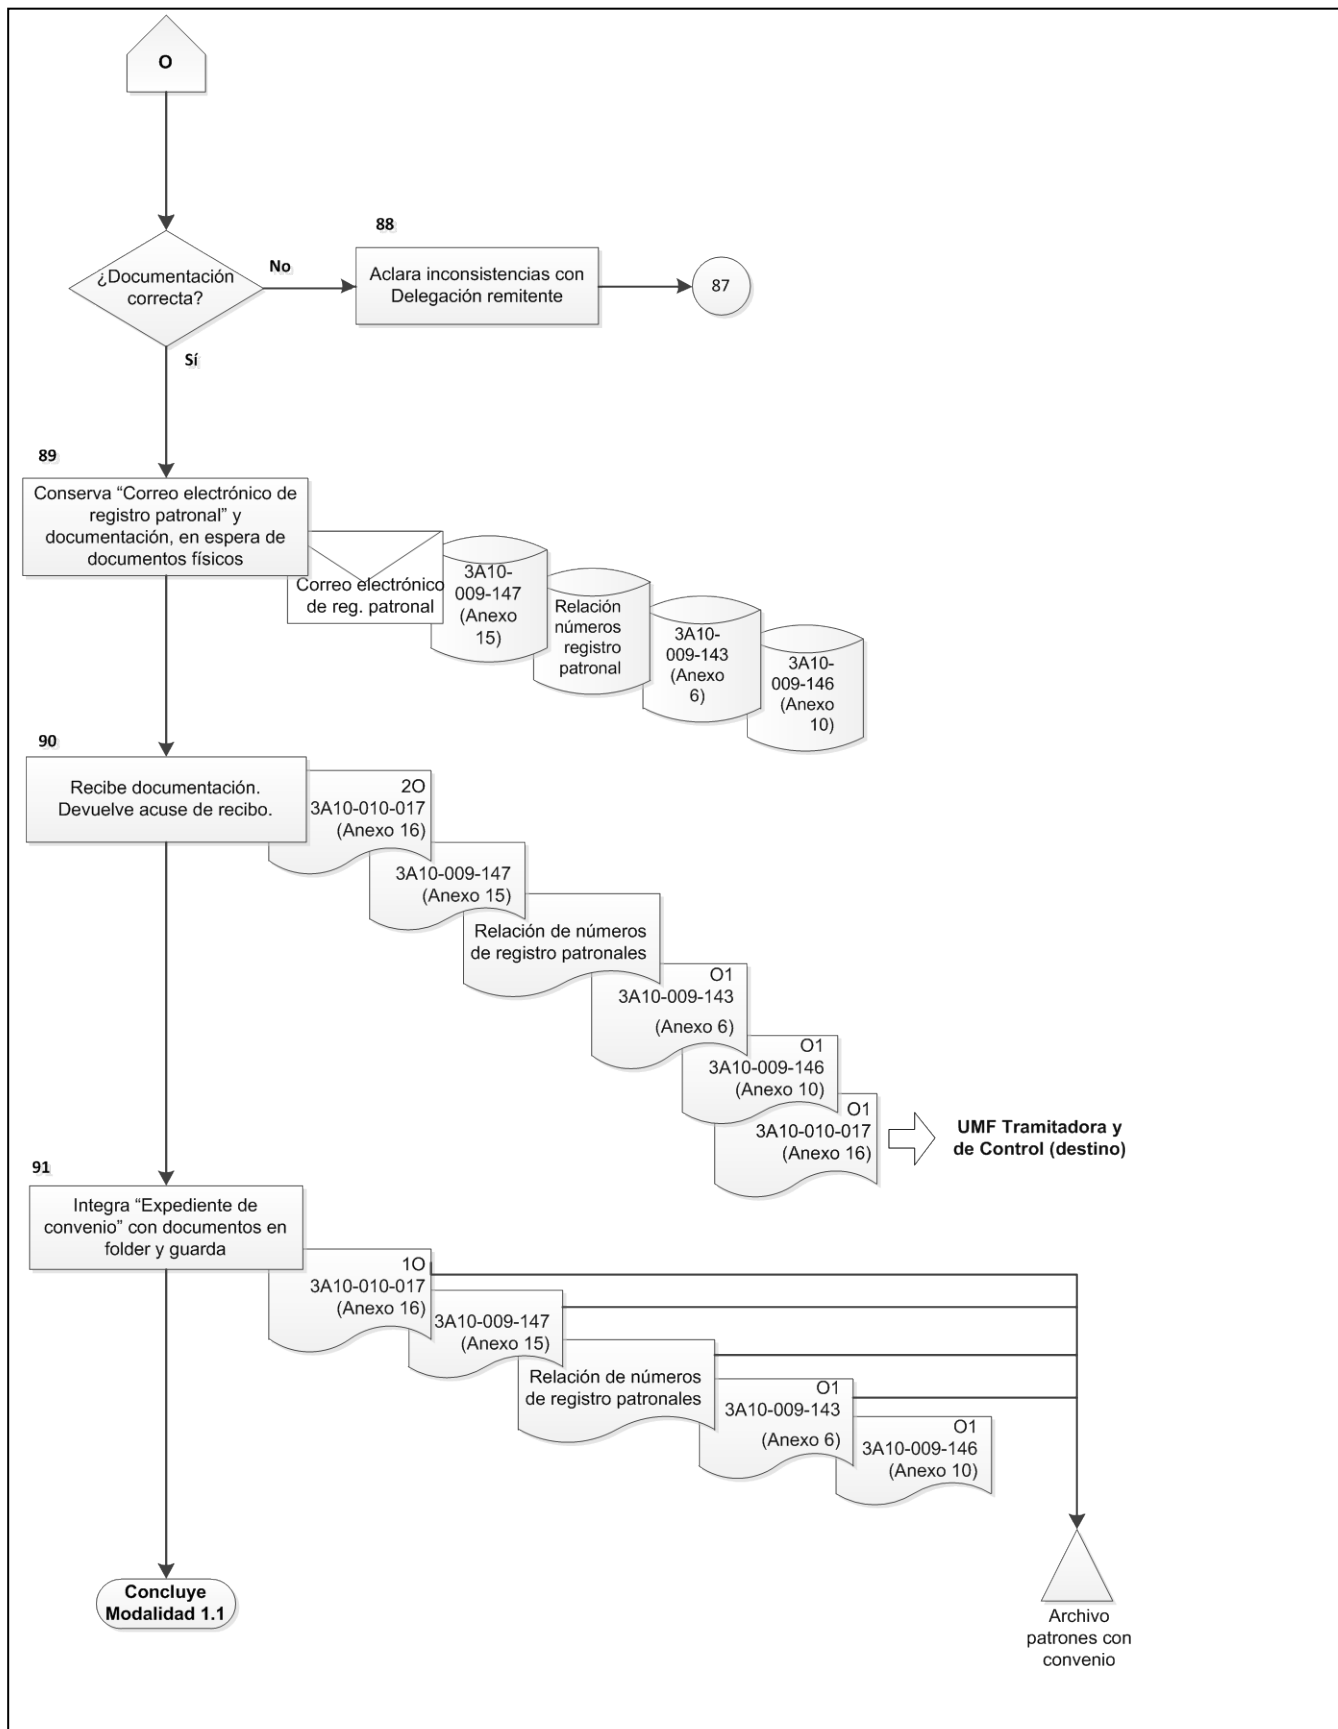 O
¿Documentación
correcta?
No
88
Aclara inconsistencias con
Delegación remitente
87
Sí
89
Conserva “Correo electrónico de
registro patronal” y
documentación, en espera de
documentos físicos
Correo electrónico
de reg. patronal
3A10-
009-147
(Anexo
15)
Relación
números
registro
patronal
3A10-
009-143
(Anexo
6)
3A10-
009-146
(Anexo
10)
90
Recibe documentación.
Devuelve acuse de recibo.
2O
3A10-010-017
(Anexo 16)
3A10-009-147
(Anexo 15)
Relación de números
de registro patronales
O1
3A10-009-143
(Anexo 6)
O1
3A10-009-146
(Anexo 10)
O1
3A10-010-017
(Anexo 16)
UMF Tramitadora y
de Control (destino)
91
Integra “Expediente de
convenio” con documentos en
folder y guarda
1O
3A10-010-017
(Anexo 16)
3A10-009-147
(Anexo 15)
Relación de números
de registro patronales
O1
3A10-009-143
(Anexo 6)
O1
3A10-009-146
(Anexo 10)
Concluye
Modalidad 1.1
Archivo
patrones con
convenio